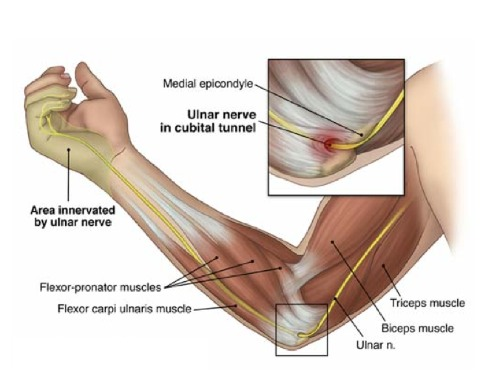 Medial epicondyle
Ulnar nerve
in cubital tunnel
Area innervated
by ulnar nerve
Flexor-pronator muscles
Flexor carpi ulnaris muscle
Triceps muscle
Biceps muscle
Ulnar n.